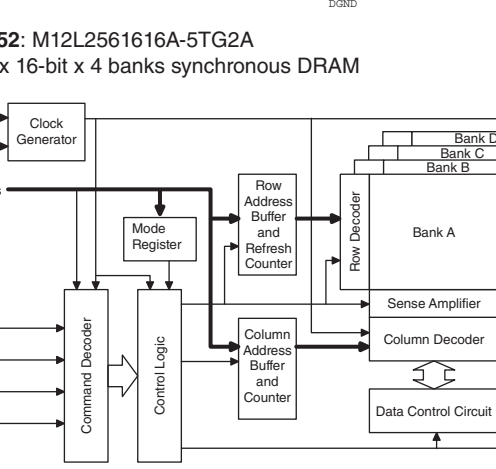 DGND
52: M12L2561616A-5TG2A
x 16-bit x 4 banks synchronous DRAM
Clock
Generator
Bank D
Bank C
Bank B
Bank A
Row
Address
Buffer
and
Refresh
Counter
Row Decoder
Mode
Register
Sense Amplifier
Column Decoder
Command Decoder
Control Logic
Column
Address
Buffer
and
Counter
Data Control Circuit